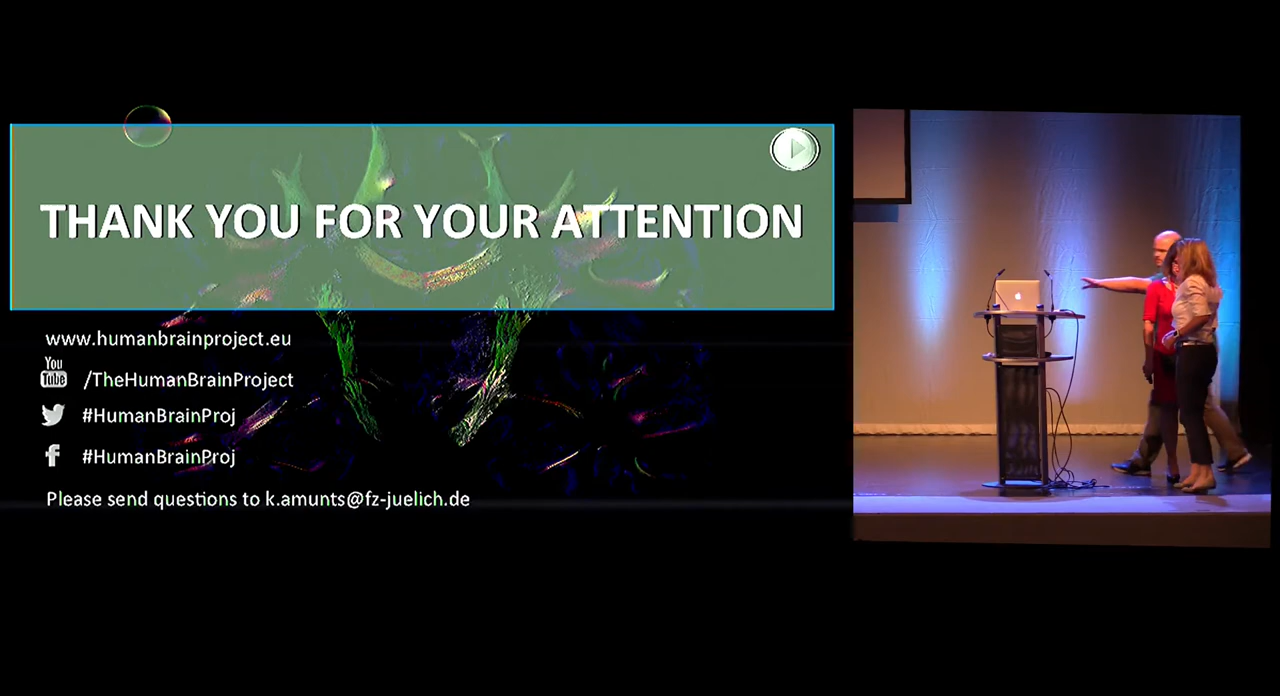 THANK YOU FOR YOUR ATTENTION
www.humanbrainproject.eu
You
Tube /TheHumanBrainProject
#HumanBrainProj
f #HumanBrainProj
Please send questions to k.amunts@fz-juelich.de